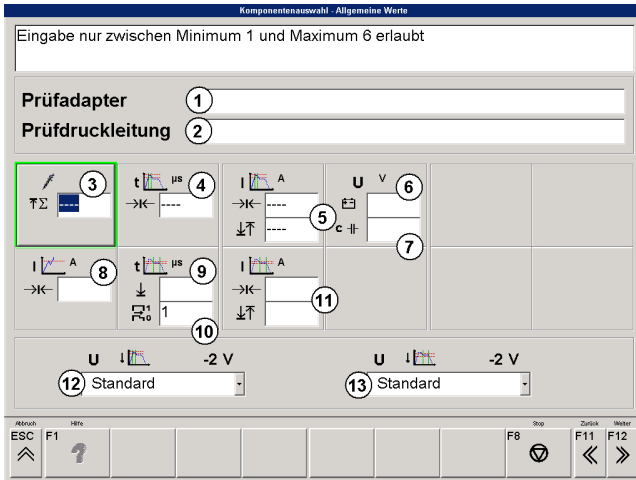 Komponentenauswahl - Allgemeine Werte
Eingabe nur zwischen Minimum 1 und Maximum 6 erlaubt
Prüfadapter 1
Prüfdruckleitung 2
3 t µs 4 I A U V 6
Σ ---- ---- ---- 5
---- C 7
I A 8 t µs 9 I A
11
1 10
U -2 V U -2 V
12 Standard 13 Standard
Abbruch Hilfe Stop Zurück Weiter
ESC F1 F8 F11 F12